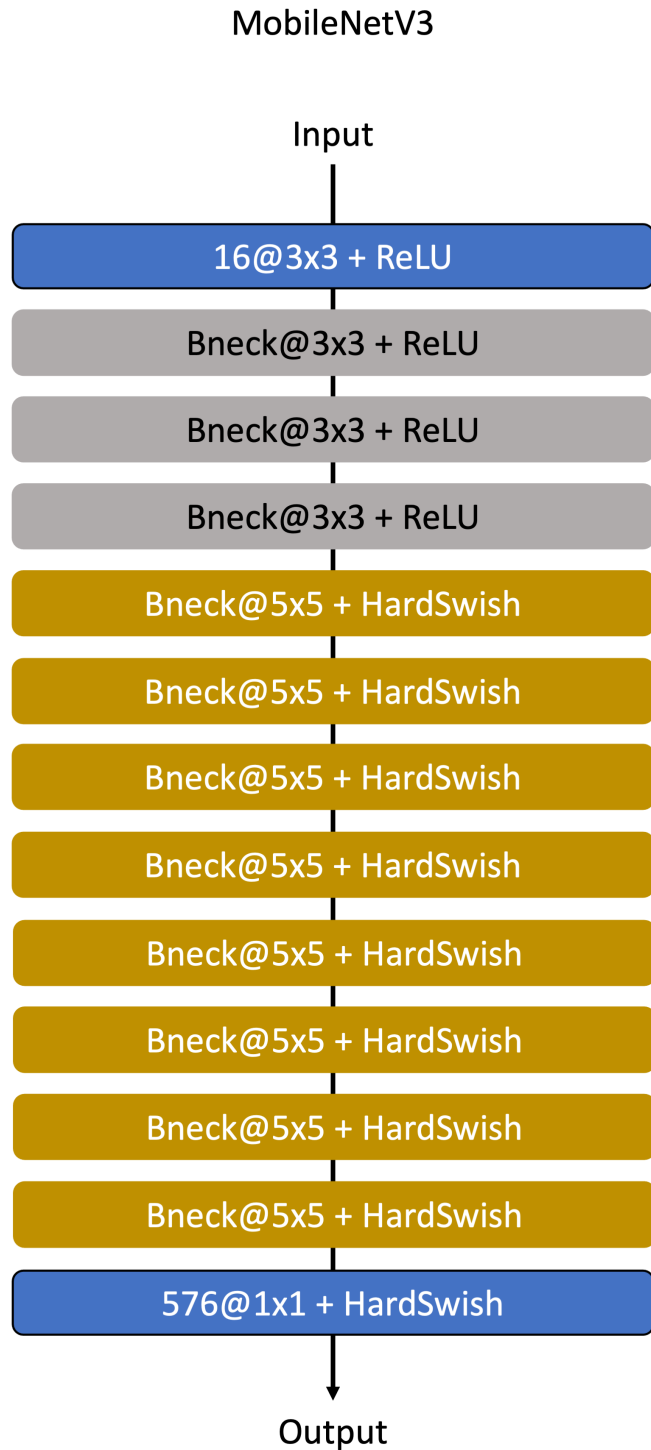 MobileNetV3
Input
16@3x3 + ReLU
Bneck@3x3 + ReLU
Bneck@3x3 + ReLU
Bneck@3x3 + ReLU
Bneck@5x5 + HardSwish
Bneck@5x5 + HardSwish
Bneck@5x5 + HardSwish
Bneck@5x5 + HardSwish
Bneck@5x5 + HardSwish
Bneck@5x5 + HardSwish
Bneck@5x5 + HardSwish
Bneck@5x5 + HardSwish
576@1x1 + HardSwish
Output